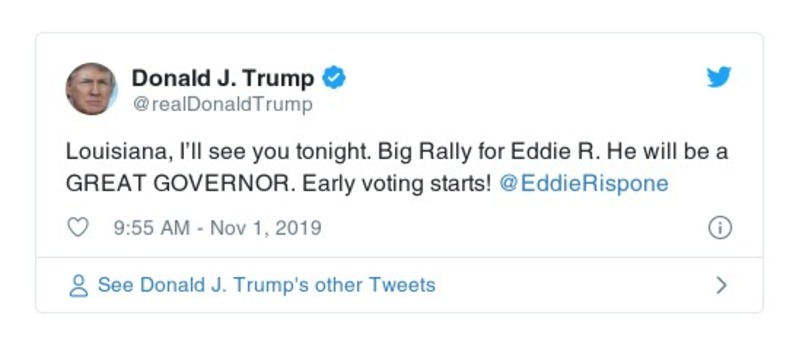 Donald J. Trump
@realDonaldTrump
Louisiana, I’ll see you tonight. Big Rally for Eddie R. He will be a
GREAT GOVERNOR. Early voting starts! @EddieRispone
9:55 AM - Nov 1, 2019
See Donald J. Trump's other Tweets